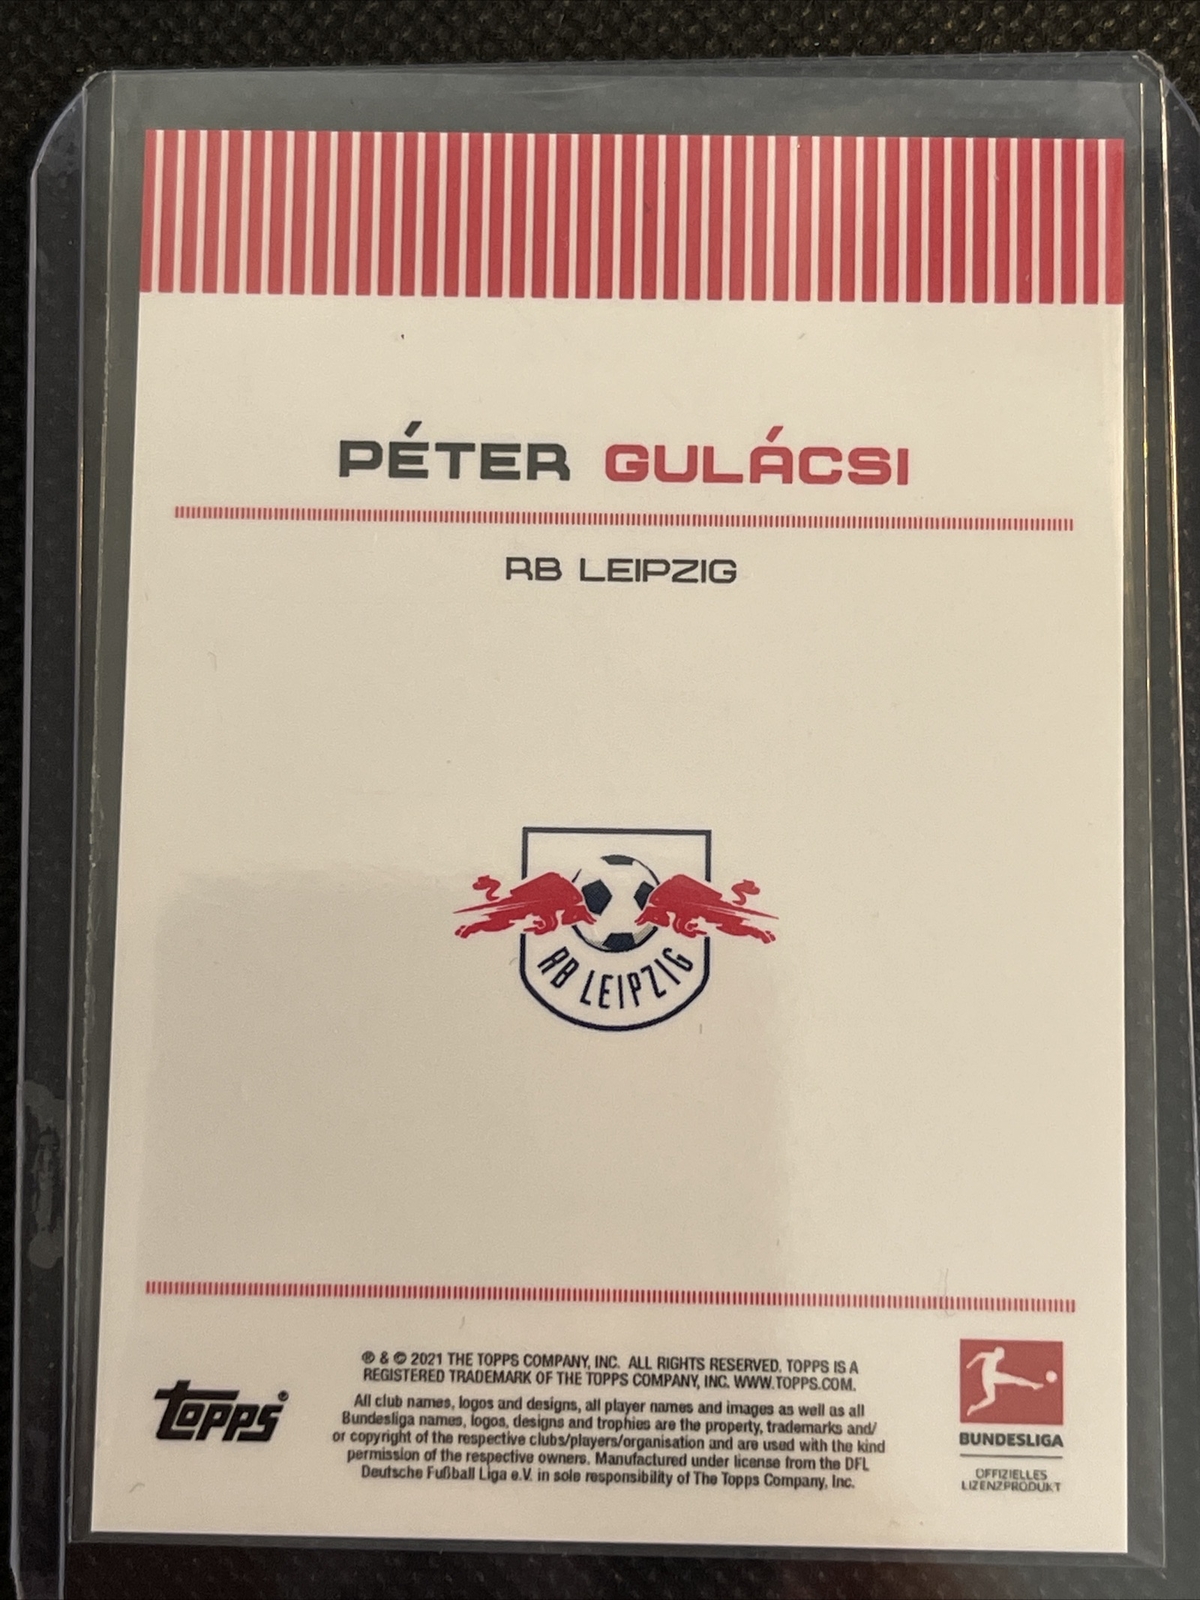 PÉTER GULÁCSI
RB LEIPZIG
RB LEIPZIG
® & © 2021 THE TOPPS COMPANY, INC. ALL RIGHTS RESERVED. TOPPS IS A
REGISTERED TRADEMARK OF THE TOPPS COMPANY, INC. WWW.TOPPS.COM.
All club names, logos and designs, all player names and images as well as all
Bundesliga names, logos, designs and trophies are the property, trademarks and/
or copyright of the respective clubs/players/organisation and are used with the kind
permission of the respective owners. Manufactured under license from the DFL
Deutsche Fußball Liga e.V. in sole responsibility of The Topps Company, Inc.
topps®
BUNDESLIGA
OFFIZIELLES
LIZENZPRODUKT